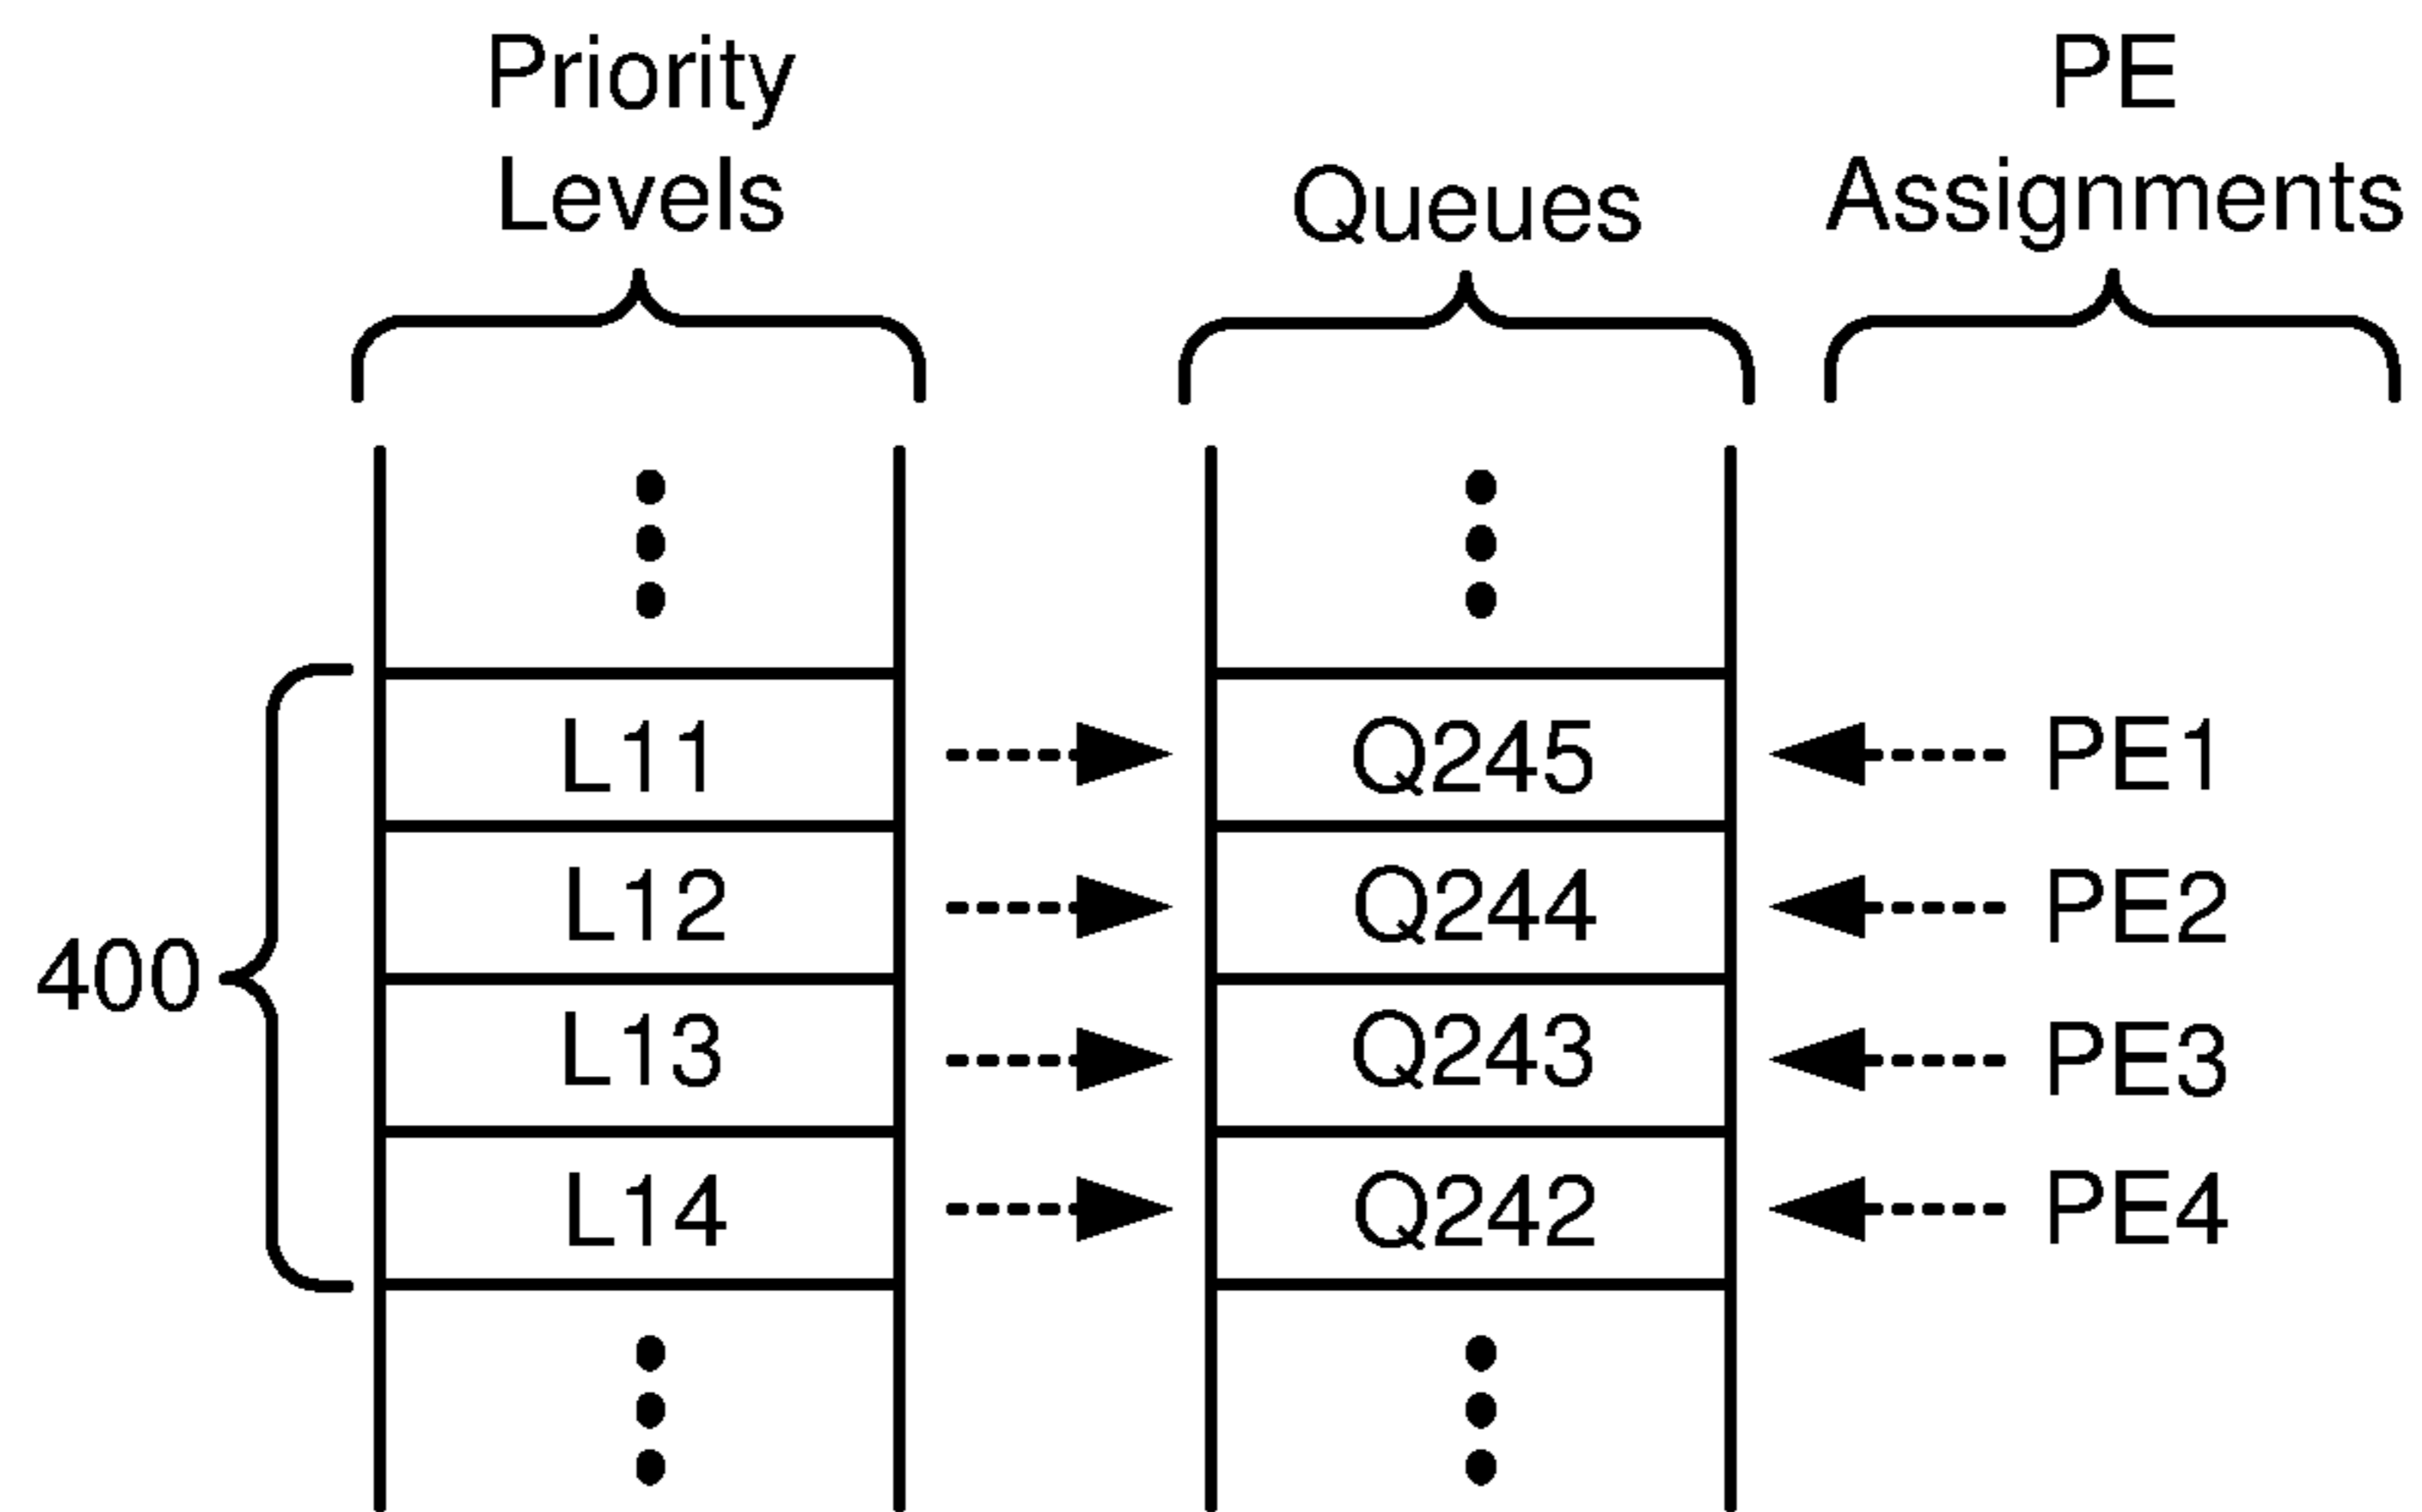 Priority
Levels
Queues
PE
Assignments
400
L11
Q245
PE1
L12
Q244
PE2
L13
Q243
PE3
L14
Q242
PE4